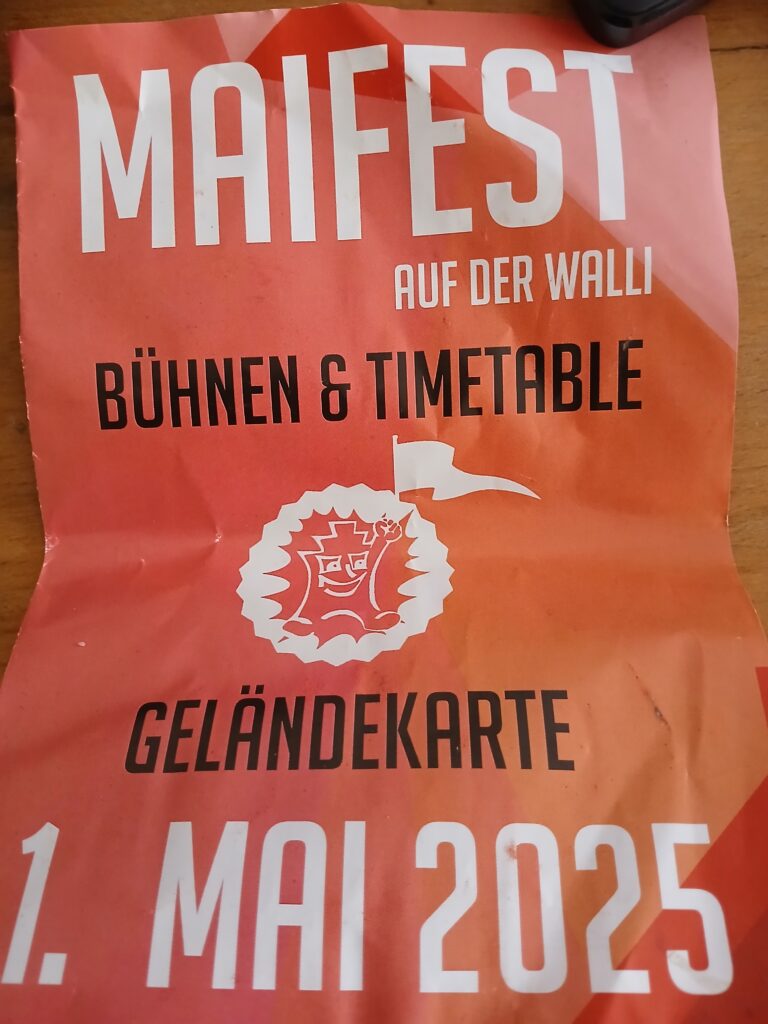 MAIFEST
AUF DER WALLI
BÜHNEN & TIMETABLE
GELÄNDEKARTE
1. MAI 2025